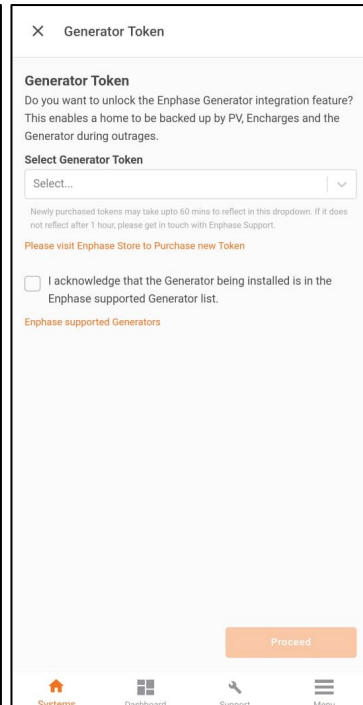 Generator Token
Generator Token
Do you want to unlock the Enphase Generator integration feature?
This enables a home to be backed up by PV, Encharges and the
Generator during outrages.
Select Generator Token
Select...
Newly purchased tokens may take upto 60 mins to reflect in this dropdown. If it does
not reflect after 1 hour, please get in touch with Enphase Support.
Please visit Enphase Store to Purchase new Token
I acknowledge that the Generator being installed is in the
Enphase supported Generator list.
Enphase supported Generators
Proceed
Systems
Dashboard
Support
Menu